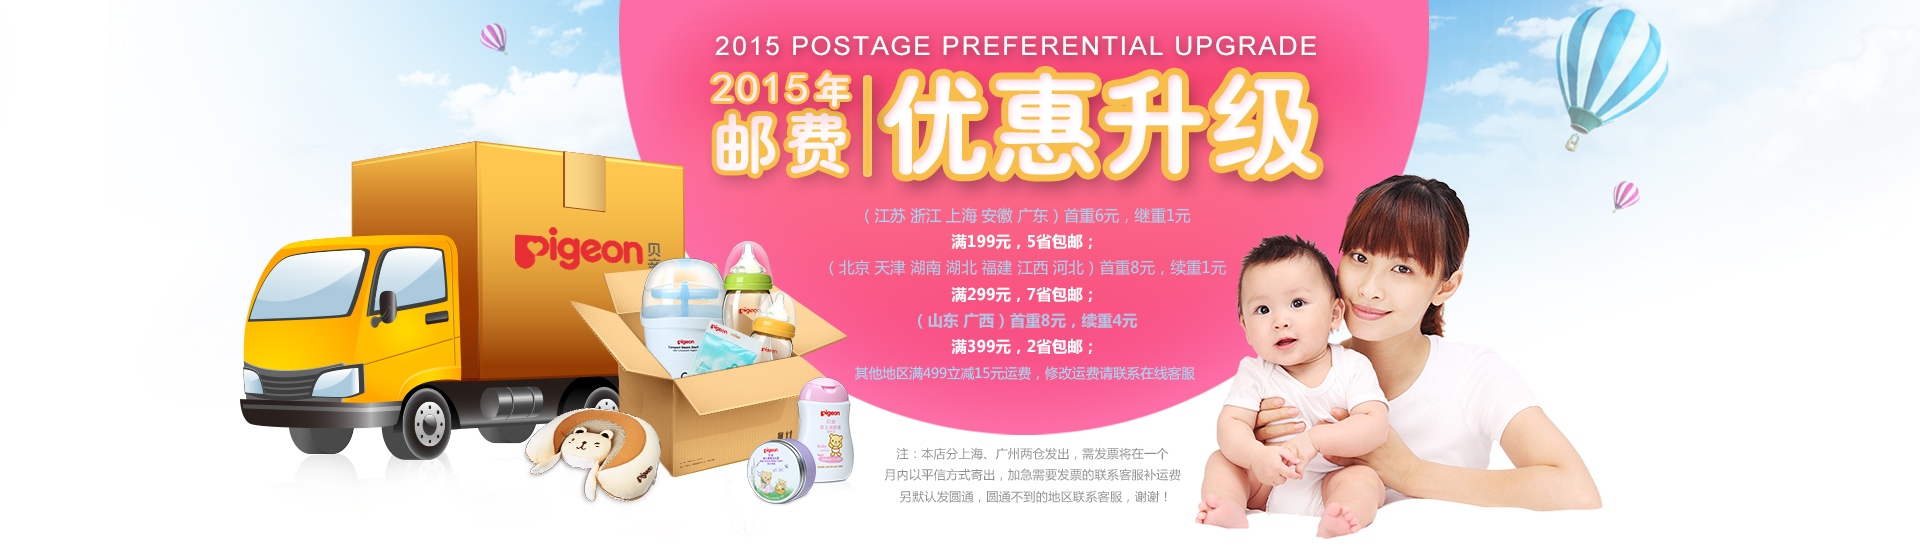 2015 POSTAGE PREFERENTIAL UPGRADE
2015年
邮费
优惠升级
（江苏 浙江 上海 安徽 广东）首重6元，继重1元
满199元，5省包邮；
（北京 天津 湖南 湖北 福建 江西 河北）首重8元，续重1元
满299元，7省包邮；
（山东 广西）首重8元，续重4元
满399元，2省包邮；
其他地区满499立减15元运费，修改运费请联系在线客服
注：本店分上海、广州两仓发出，需发票将在一个
月内以平信方式寄出，加急需要发票的联系客服补运费
另默认发圆通，圆通不到的地区联系客服，谢谢！
Pigeon
贝
Pigeon
Pigeon
Pigeon
Pigeon
Pigeon
Pigeon